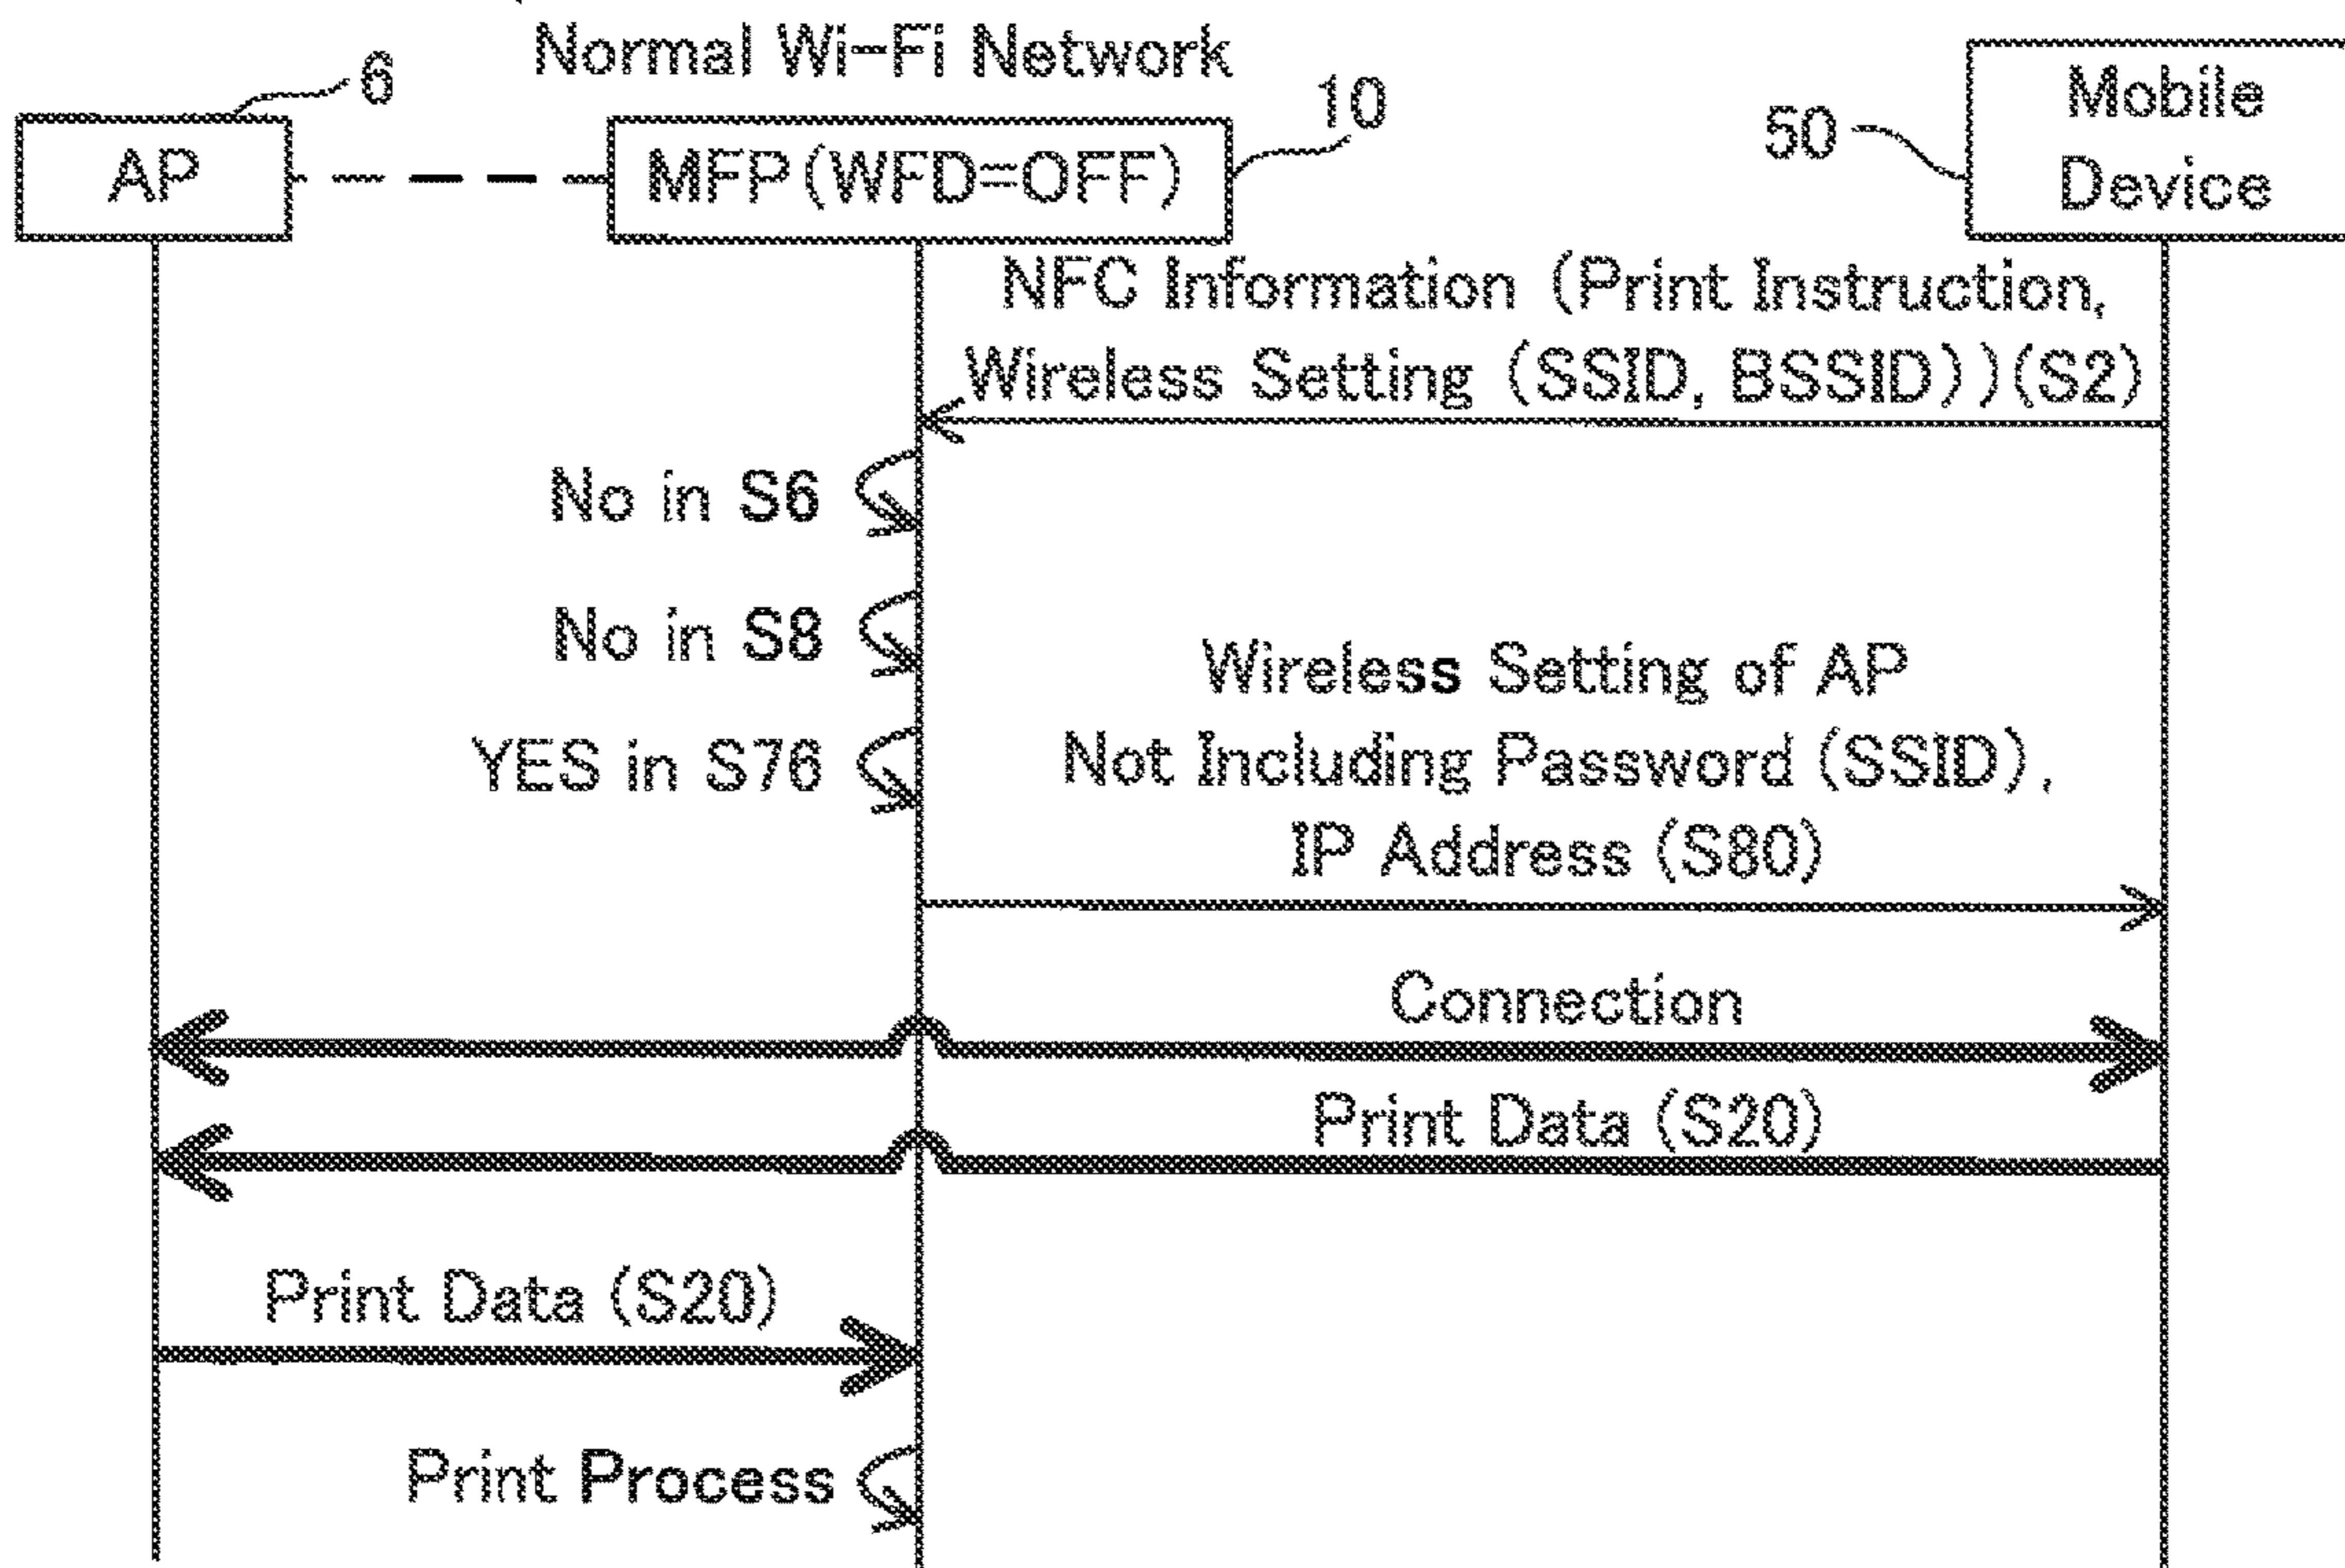 Normal Wi-Fi Network
6
10
50
AP
MFP(WFD=OFF)
Mobile
Device
NFC Information (Print Instruction,
Wireless Setting (SSID, BSSID))(S2)
No in S6
No in S8
YES in S76
Wireless Setting of AP
Not Including Password (SSID),
IP Address (S80)
Connection
Print Data (S20)
Print Data (S20)
Print Process